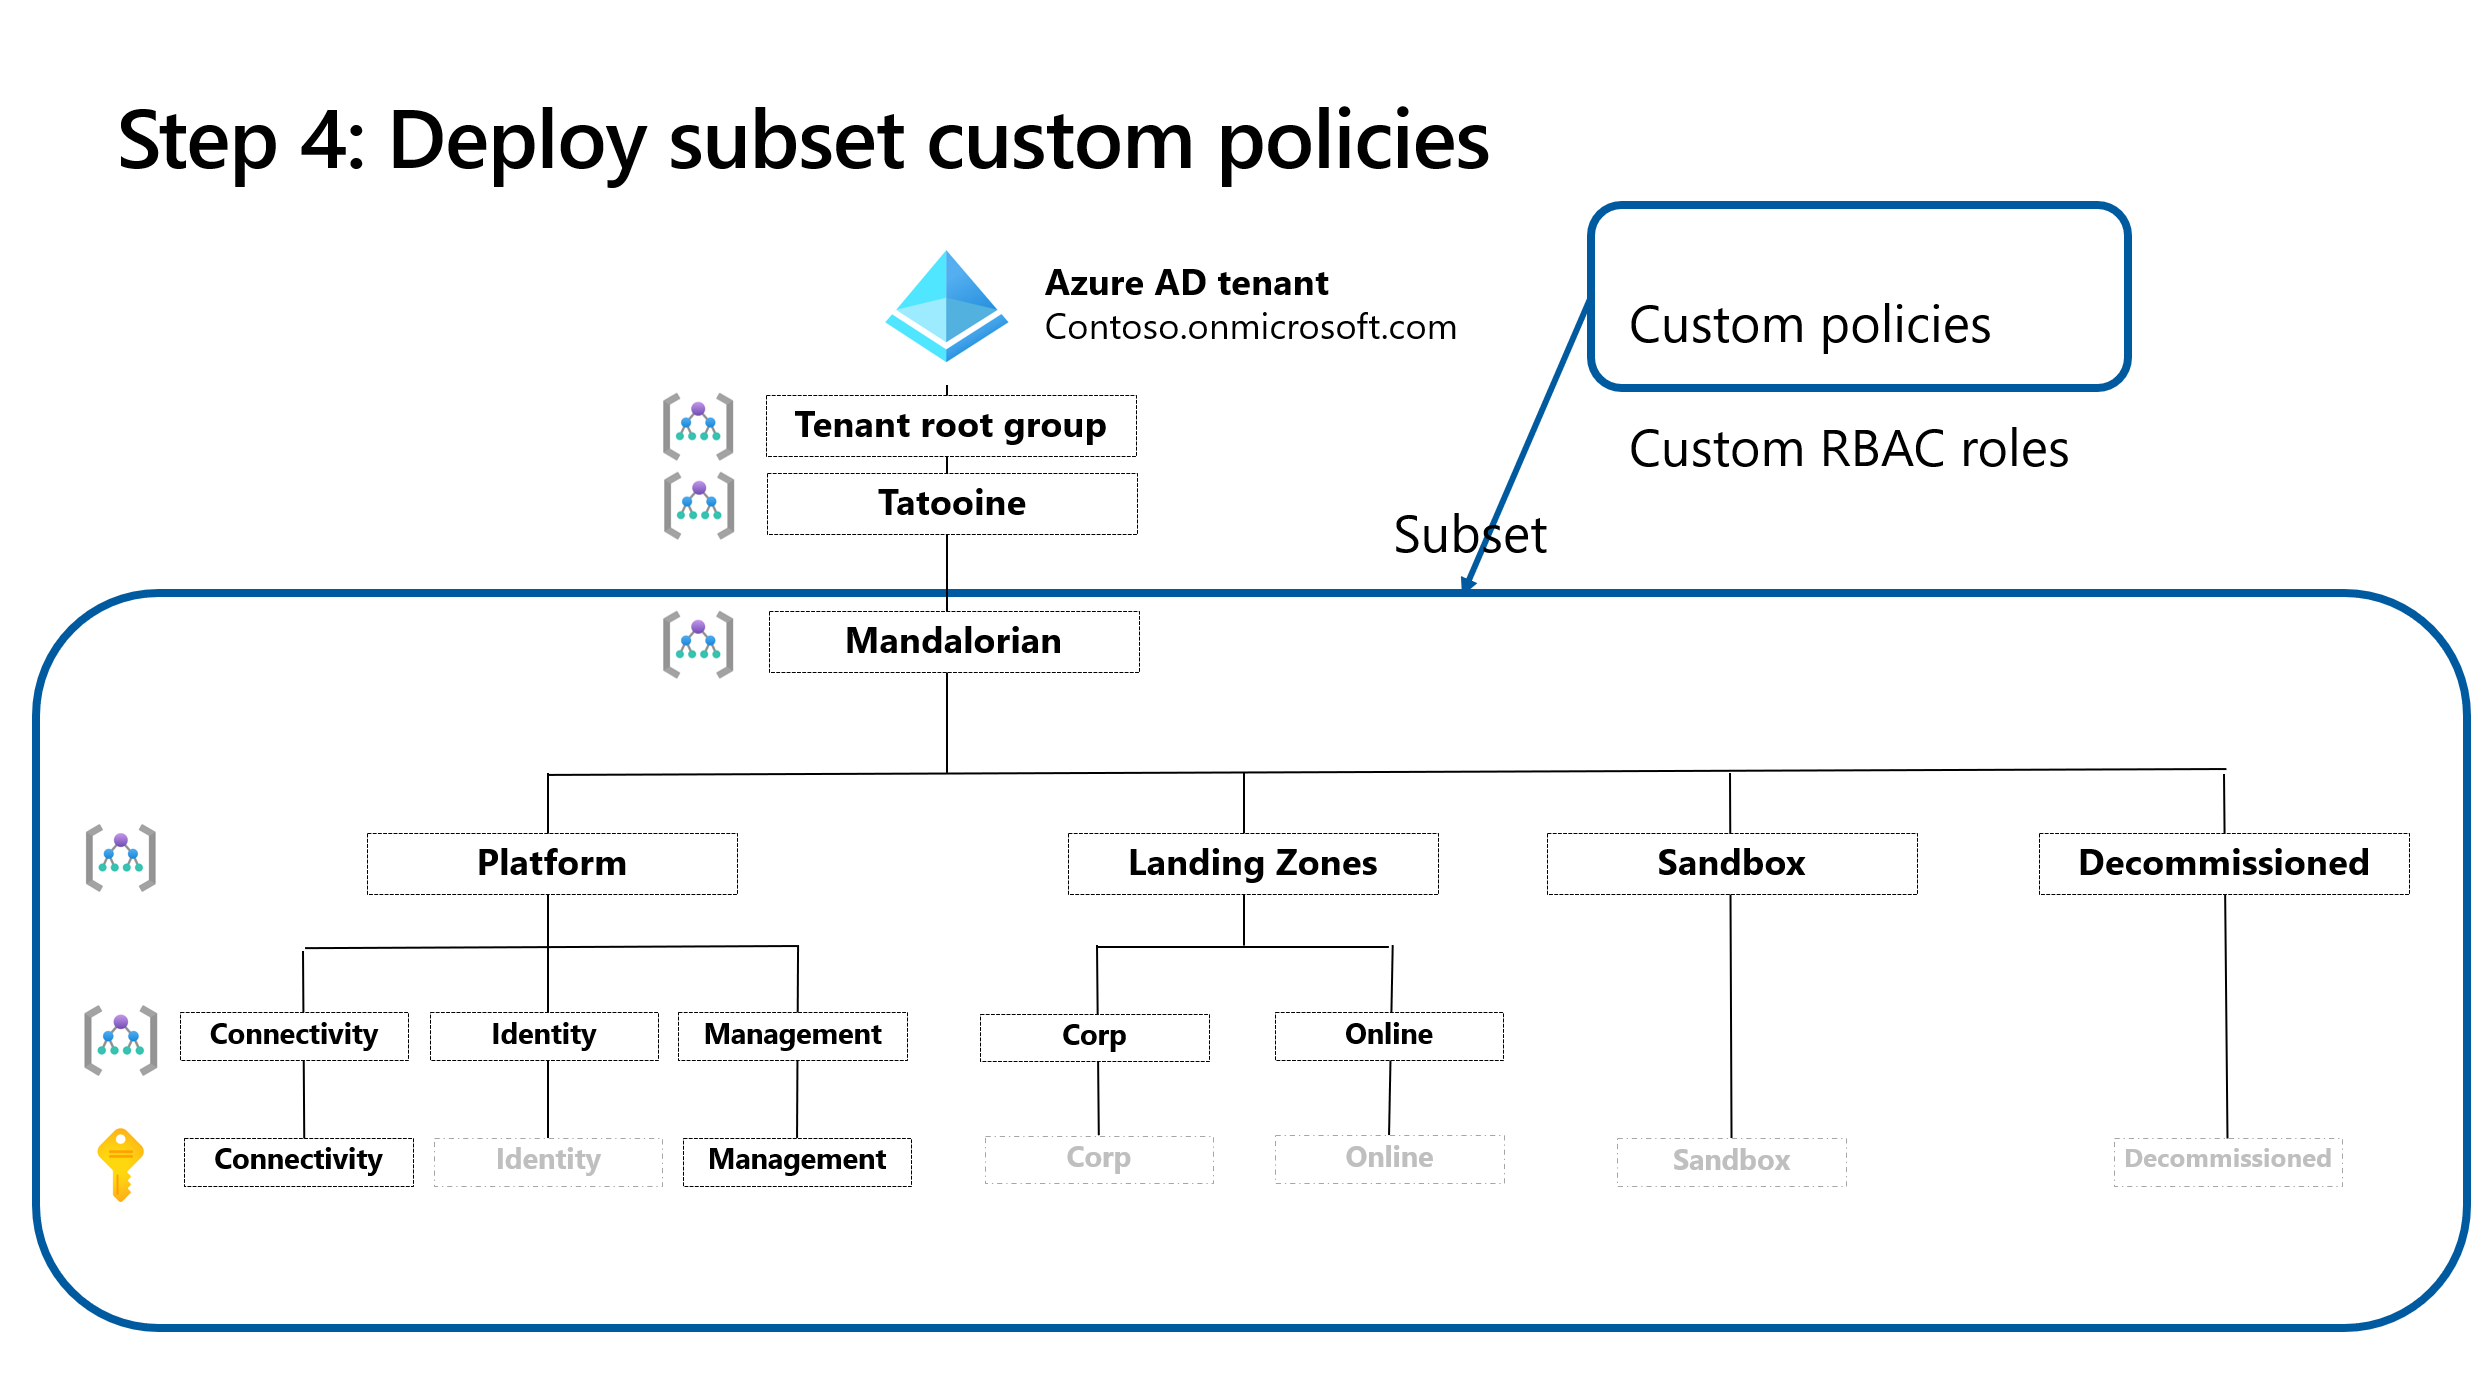 Step 4: Deploy subset custom policies
Azure AD tenant
Contoso.onmicrosoft.com
Custom policies
Custom RBAC roles
Subset
Tenant root group
Tatooine
Mandalorian
Platform
Landing Zones
Sandbox
Decommissioned
Connectivity
Identity
Management
Corp
Online
Connectivity
Identity
Management
Corp
Online
Sandbox
Decommissioned